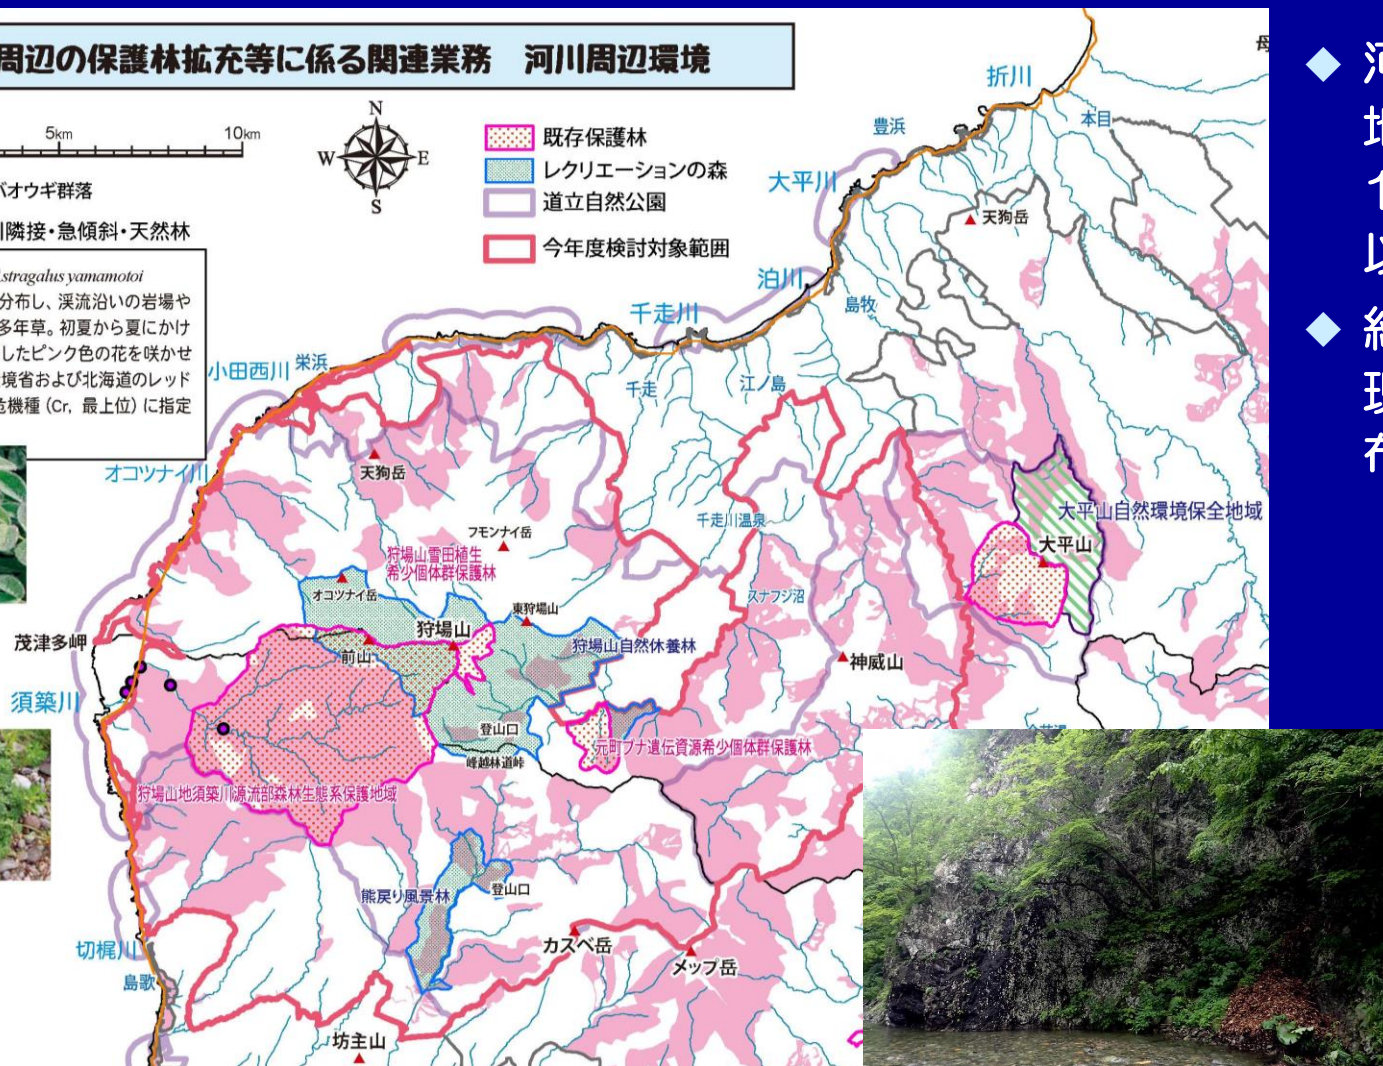 周辺の保護林拡充等に係る関連業務　河川周辺環境
5km 10km
N
W E
S
既存保護林
レクリエーションの森
道立自然公園
今年度検討対象範囲
バオウギ群落
隣接・急傾斜・天然林
stragalus yamamotoi
分布し、渓流沿いの岩場や
多年草。初夏から夏にかけ
したピンク色の花を咲かせ
境省および北海道のレッド
危機種（Cr，最上位）に指定
折川
本目
豊浜
大平川
天狗岳
泊川
島牧
千走川
小田西川
栄浜
千走
江ノ島
オコツナイ川
天狗岳
千走川温泉
大平山自然環境保全地域
大平山
フモンナイ岳
狩場山雪田植生
希少個体群保護林
オコツナイ岳
スナフジ沼
東狩場山
狩場山
茂津多岬
前山
狩場山自然休養林
神威山
須築川
登山口
元町ブナ遺伝資源希少個体群保護林
峰越林道峠
狩場山地須築川源流部森林生態系保護地域
熊戻り風景林
登山口
切梶川
カスベ岳
メップ岳
島歌
坊主山
◆ 河
地
以
◆
現
布